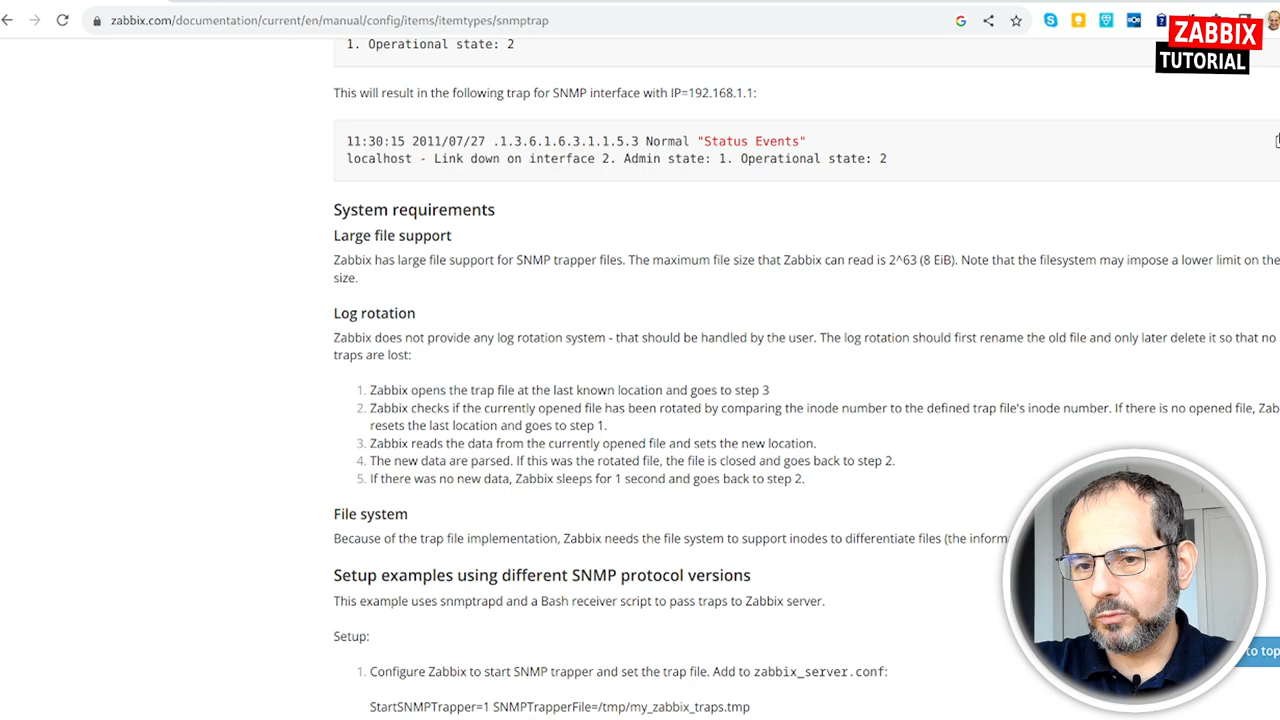 zabbix.com/documentation/current/en/manual/config/items/itemtypes/snmptrap
ZABBIX
TUTORIAL
1. Operational state: 2
This will result in the following trap for SNMP interface with IP=192.168.1.1:
11:30:15 2011/07/27 .1.3.6.1.6.3.1.1.5.3 Normal "Status Events"
localhost - Link down on interface 2. Admin state: 1. Operational state: 2
System requirements
Large file support
Zabbix has large file support for SNMP trapper files. The maximum file size that Zabbix can read is 2^63 (8 EiB). Note that the filesystem may impose a lower limit on the
size.
Log rotation
Zabbix does not provide any log rotation system - that should be handled by the user. The log rotation should first rename the old file and only later delete it so that no
traps are lost:
1. Zabbix opens the trap file at the last known location and goes to step 3
2. Zabbix checks if the currently opened file has been rotated by comparing the inode number to the defined trap file's inode number. If there is no opened file, Zab
resets the last location and goes to step 1.
3. Zabbix reads the data from the currently opened file and sets the new location.
4. The new data are parsed. If this was the rotated file, the file is closed and goes back to step 2.
5. If there was no new data, Zabbix sleeps for 1 second and goes back to step 2.
File system
Because of the trap file implementation, Zabbix needs the file system to support inodes to differentiate files (the inform
Setup examples using different SNMP protocol versions
This example uses snmptrapd and a Bash receiver script to pass traps to Zabbix server.
Setup:
to top
1. Configure Zabbix to start SNMP trapper and set the trap file. Add to zabbix_server.conf:
StartSNMPTrapper=1 SNMPTrapperFile=/tmp/my_zabbix_traps.tmp